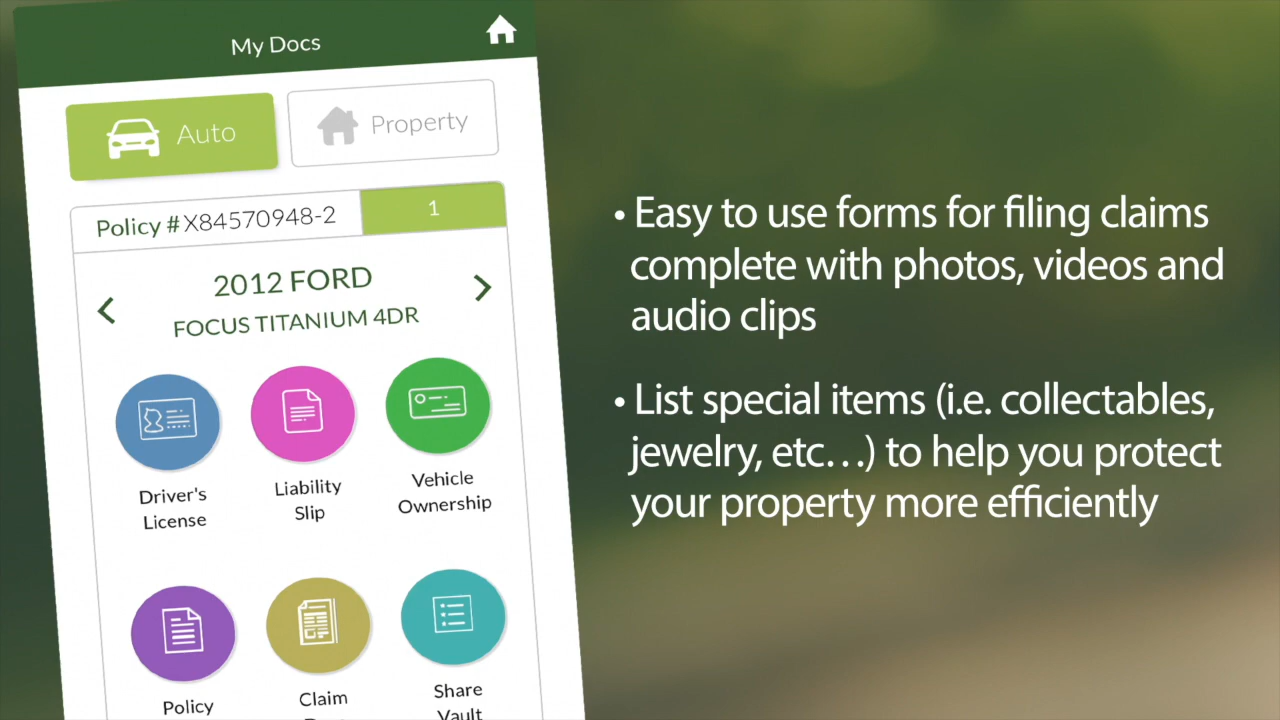 My Docs
Auto
Property
Policy # X84570948-2
1
2012 FORD
FOCUS TITANIUM 4DR
Driver's
License
Liability
Slip
Vehicle
Ownership
Policy
Claim
Share
Vault
• Easy to use forms for filing claims
complete with photos, videos and
audio clips
• List special items (i.e. collectables,
jewelry, etc…) to help you protect
your property more efficiently